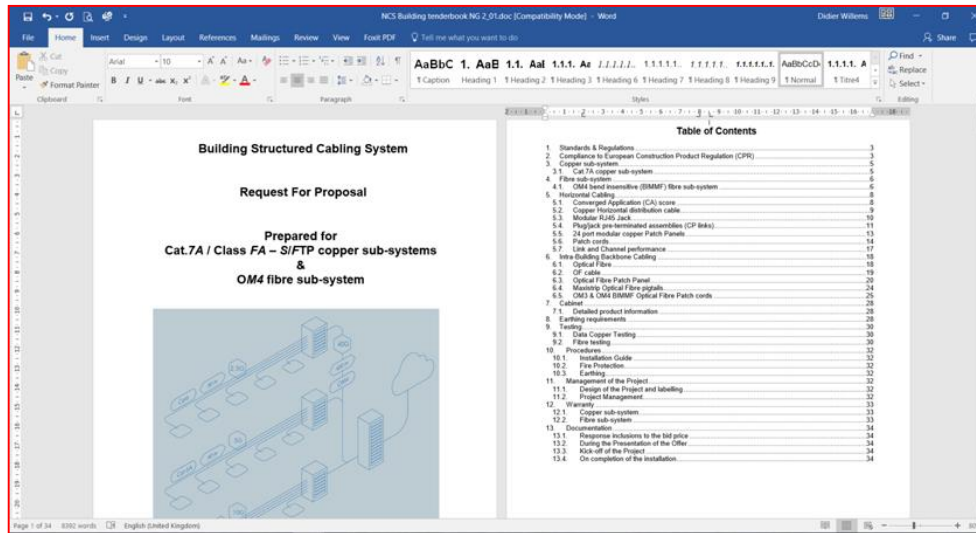 NCS Building tenderbook NG 2_01.doc [Compatibility Mode] - Word
Didier Willems
File Home Insert Design Layout References Mailings Review View Foxit PDF Tell me what you want to do
Share
Cut
Copy
Format Painter
Paste
Arial
10
Find
Replace
Select
AaBbC 1. AaB 1.1. AaI 1.1.1. Aa
Caption Heading 1 Heading 2 Heading 3 Heading 6 Heading 7 Heading 8 Heading 9 Normal Titre4
Clipboard Font Paragraph Styles Editing
Building Structured Cabling System
Request For Proposal
Prepared for
Cat.7A / Class FA – S/FTP copper sub-systems
&
OM4 fibre sub-system
Table of Contents
1. Standards & Regulations 3
2. Compliance to European Construction Product Regulation (CPR) 3
3. Copper sub-system 5
3.1. Cat 7A copper sub-system 5
4. Fibre sub-system 6
4.1. OM4 bend insensitive (BIMMF) fibre sub-system 6
5. Horizontal Cabling 8
5.1. Converged Application (CA) score 8
5.2. Copper Horizontal distribution cable 9
5.3. Modular RJ45 Jack 10
5.4. Plug/jack pre-terminated assemblies (CP links) 11
5.5. 24 port modular copper Patch Panels 13
5.6. Patch cords 14
5.7. Link and Channel performance 17
6. Intra-Building Backbone Cabling 18
6.1. Optical Fibre 18
6.2. OF cable 19
6.3. Optical Fibre Patch Panel 20
6.4. Maxistrip Optical Fibre pigtails 24
6.5. OM3 & OM4 BIMMF Optical Fibre Patch cords 25
7. Cabinet 28
7.1. Detailed product information 28
8. Earthing requirements 28
9. Testing 30
9.1. Data Copper Testing 30
9.2. Fibre testing 30
10. Procedures 32
10.1. Installation Guide 32
10.2. Fire Protection 32
10.3. Earthing 32
11. Management of the Project 32
11.1. Design of the Project and labelling 32
11.2. Project Management 32
12. Warranty 33
12.1. Copper sub-system 33
12.2. Fibre sub-system 33
13. Documentation 34
13.1. Response inclusions to the bid price 34
13.2. During the Presentation of the Offer 34
13.3. Kick-off of the Project 34
13.4. On completion of the installation 34
Page 1 of 34 8392 words English (United Kingdom)